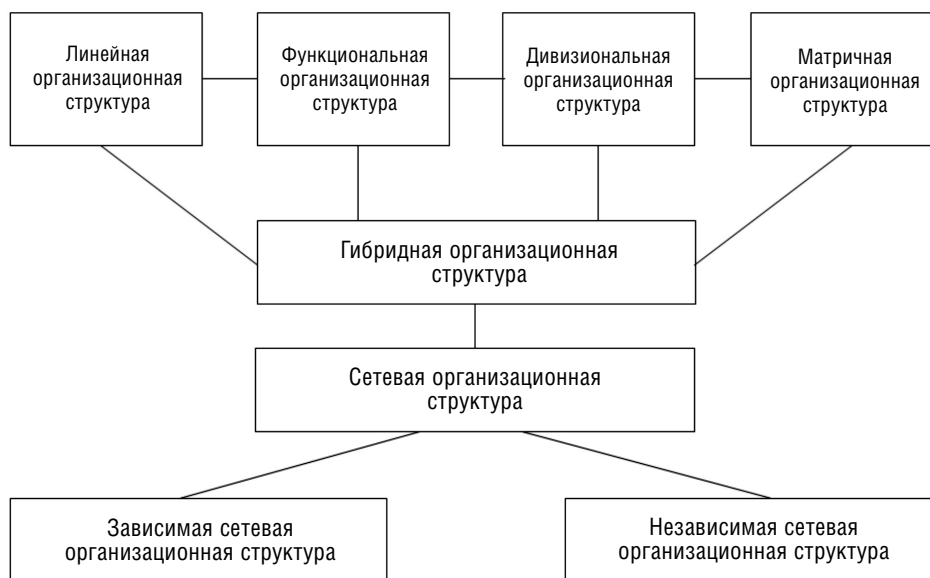 Линейная
организационная
структура
Функциональная
организационная
структура
Дивизиональная
организационная
структура
Матричная
организационная
структура
Гибридная организационная
структура
Сетевая организационная
структура
Зависимая сетевая
организационная структура
Независимая сетевая
организационная структура